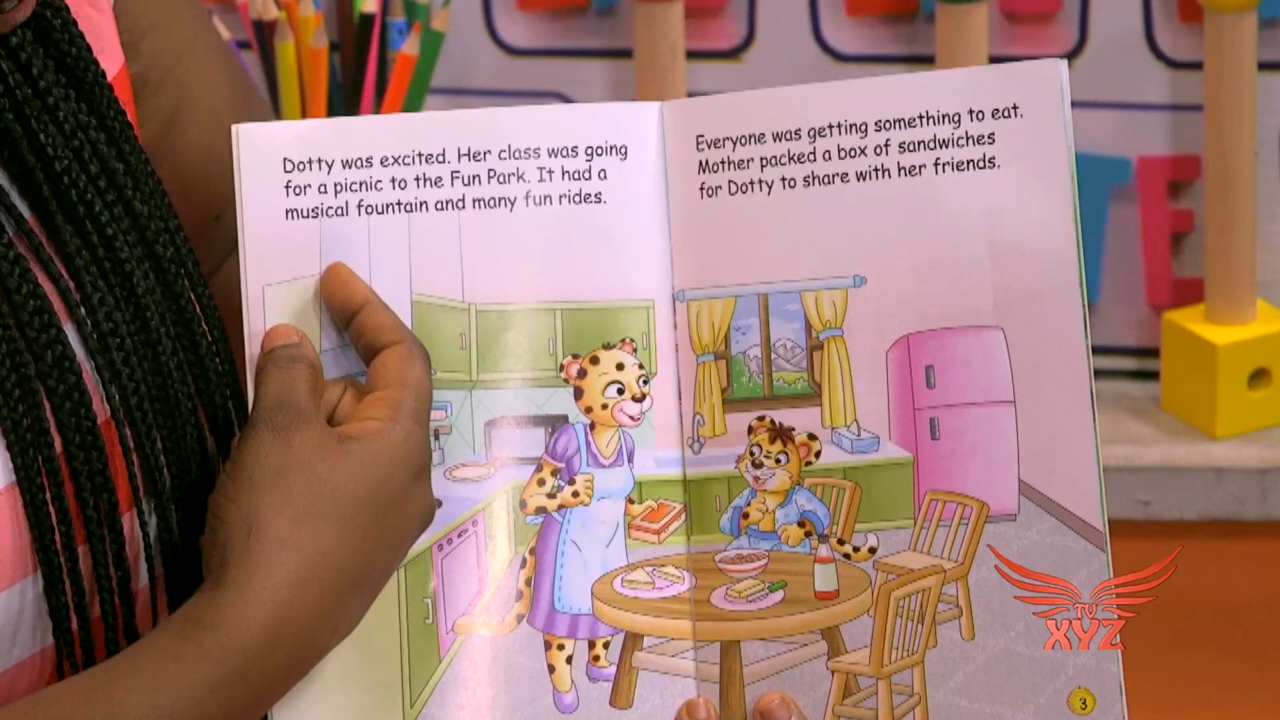 Dotty was excited. Her class was going
for a picnic to the Fun Park. It had a
musical fountain and many fun rides.
Everyone was getting something to eat.
Mother packed a box of sandwiches
for Dotty to share with her friends.
3
TV
XYZ